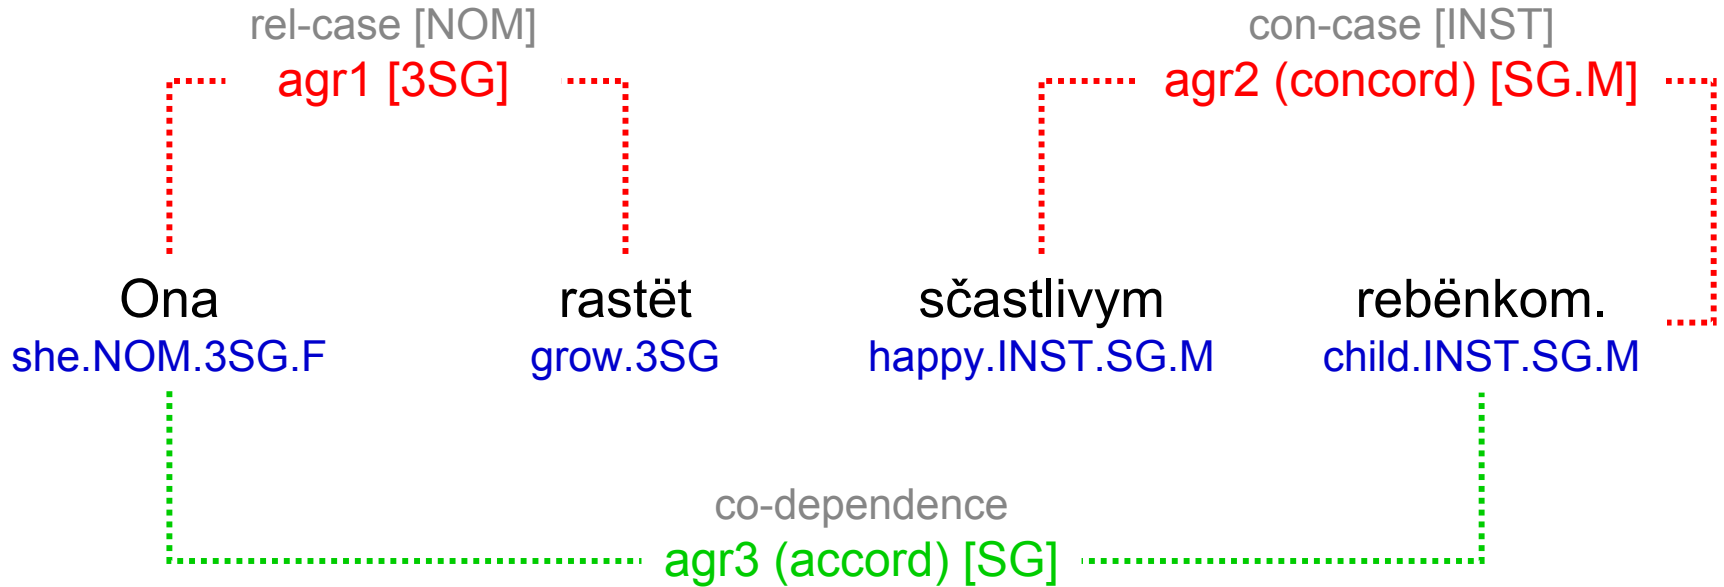 rel-case [NOM] con-case [INST]
agr1 [3SG] agr2 (concord) [SG.M]
Ona rastët sčastlivym rebënkom.
she.NOM.3SG.F grow.3SG happy.INST.SG.M child.INST.SG.M
co-dependence
agr3 (accord) [SG]